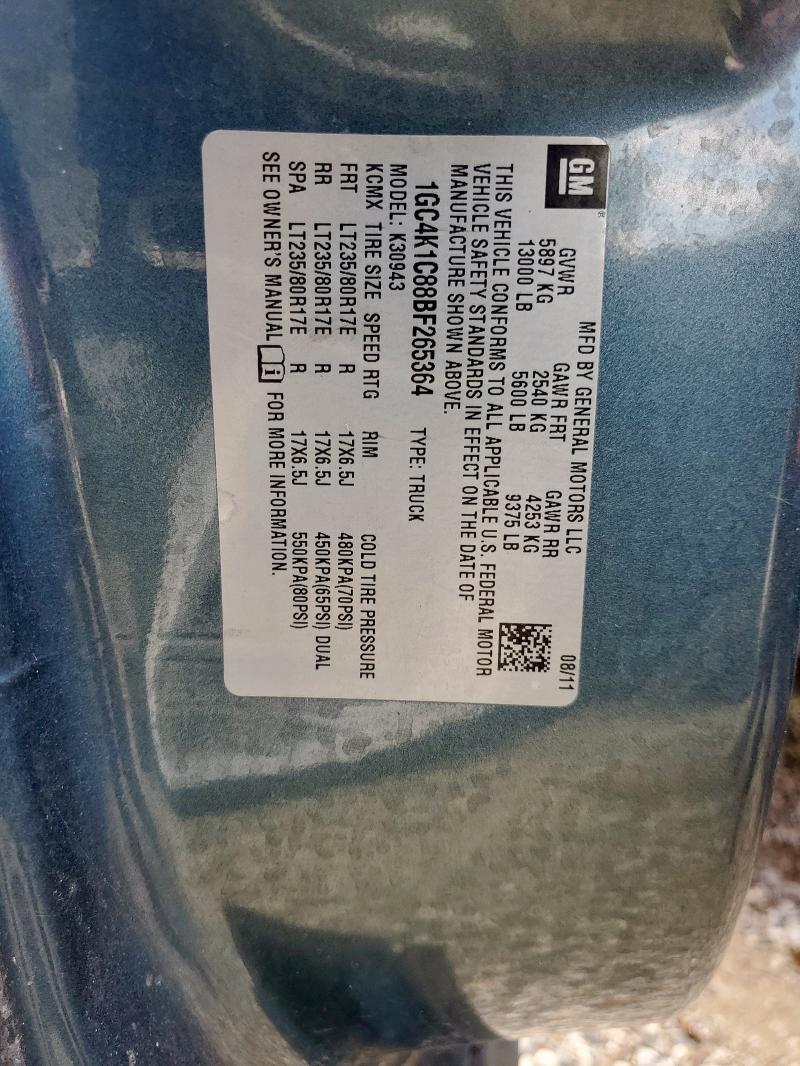 GM®
MFD BY GENERAL MOTORS LLC 08/11
GVWR GAWR FRT GAWR RR
5897 KG 2540 KG 4253 KG
13000 LB 5600 LB 9375 LB
THIS VEHICLE CONFORMS TO ALL APPLICABLE U.S. FEDERAL MOTOR
VEHICLE SAFETY STANDARDS IN EFFECT ON THE DATE OF
MANUFACTURE SHOWN ABOVE.
1GC4K1C88BF265364 TYPE: TRUCK
MODEL: K30943
KCMX TIRE SIZE SPEED RTG RIM COLD TIRE PRESSURE
FRT LT235/80R17E R 17X6.5J 480KPA(70PSI)
RR LT235/80R17E R 17X6.5J 450KPA(65PSI) DUAL
SPA LT235/80R17E R 17X6.5J 550KPA(80PSI)
SEE OWNER'S MANUAL i FOR MORE INFORMATION.